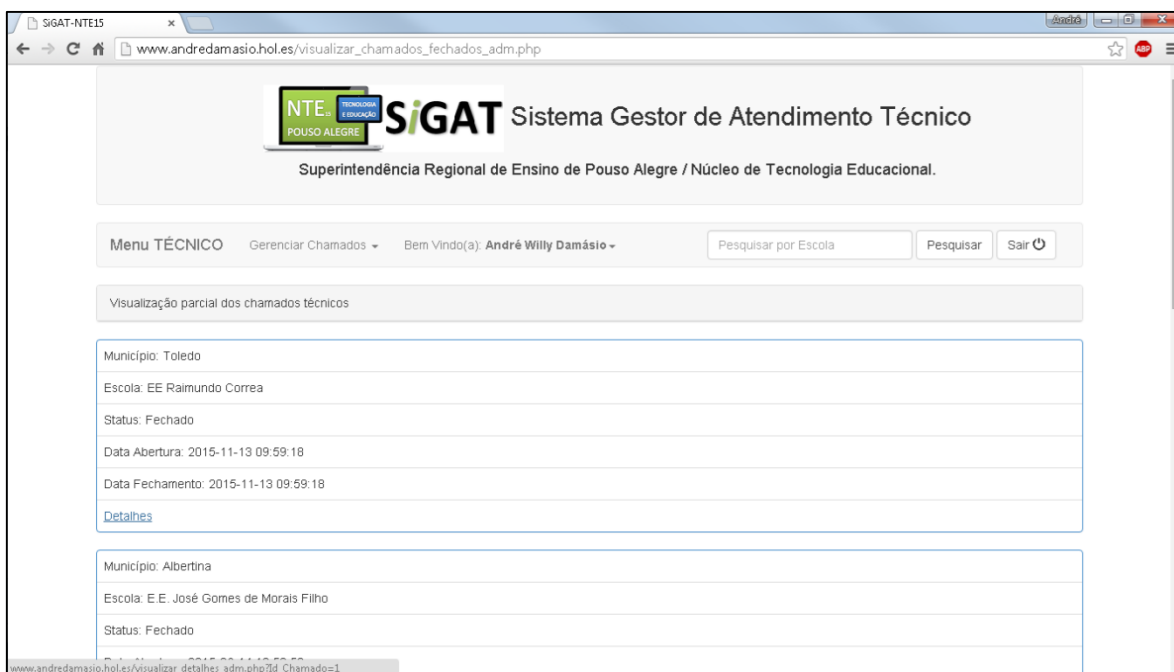 SiGAT-NTE15
André
www.andredamasio.hol.es/visualizar_chamados_fechados_adm.php
ABP
NTE 15 TECNOLOGIA
E EDUCAÇÃO
POUSO ALEGRE
SiGAT Sistema Gestor de Atendimento Técnico
Superintendência Regional de Ensino de Pouso Alegre / Núcleo de Tecnologia Educacional.
Menu TÉCNICO Gerenciar Chamados Bem Vindo(a): André Willy Damásio Pesquisar por Escola Pesquisar Sair
Visualização parcial dos chamados técnicos
Município: Toledo
Escola: EE Raimundo Correa
Status: Fechado
Data Abertura: 2015-11-13 09:59:18
Data Fechamento: 2015-11-13 09:59:18
Detalhes
Município: Albertina
Escola: E.E. José Gomes de Morais Filho
Status: Fechado
www.andredamasio.hol.es/visualizar_detalhes_adm.php?Id_Chamado=1